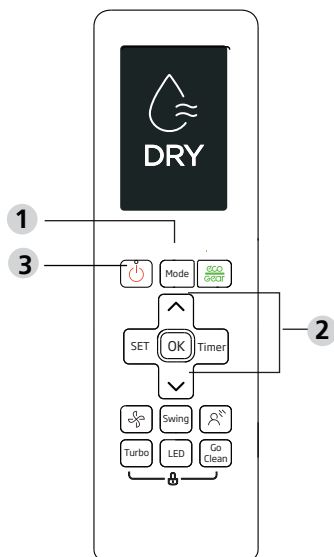 DRY
1
3
Mode
eco
Gear
2
SET
OK
Timer
Swing
Turbo
LED
Go
Clean